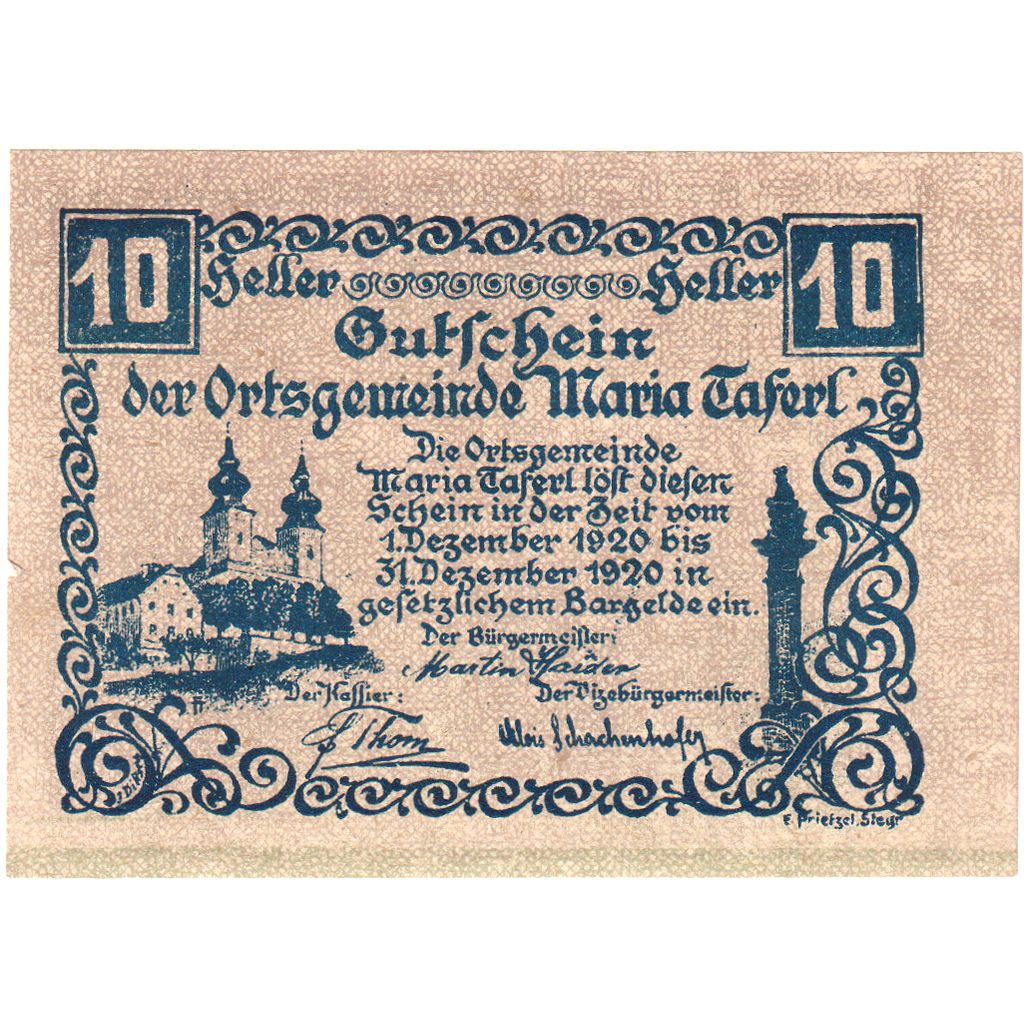 10 10
Heller Heller
Gutschein
der Ortsgemeinde Maria Taferl
Die Ortsgemeinde
Maria Taferl löst diesen
Schein in der Zeit vom
1. Dezember 1920 bis
31. Dezember 1920 in
gesetzlichem Bargelde ein.
Der Bürgermeister:
Martin Haider
Der Kassier: Der Vizebürgermeister:
Thom Alois Schachenhofer
E. Prietzel, Steyr